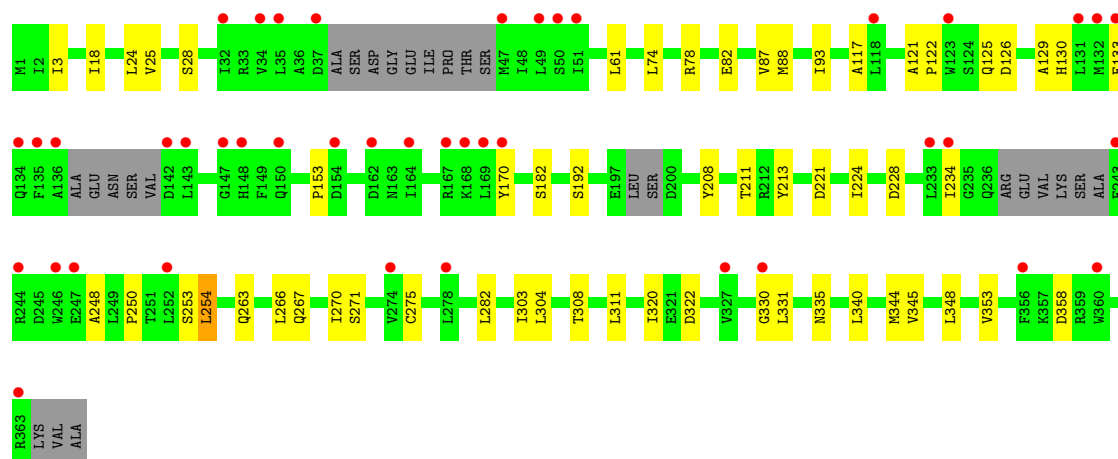 M1 I2 I3 I18 L24 V25 S28 I32 R33 V34 L35 A36 D37 ALA SER ASP GLY GLU ILE PRO THR SER M47 I48 L49 S50 I51 L61 L74 R78 E82 V87 M88 I93 A117 L118 A121 P122 W123 S124 Q125 D126 A129 H130 L131 M132
Q134 F135 A136 ALA GLU ASN SER VAL D142 L143 G147 H148 F149 Q150 P153 D154 D162 N163 I164 R167 K168 L169 Y170 S182 S192 E197 LEU SER D200 Y208 T211 R212 Y213 D221 I224 D228 L233 I234 G235 Q236 ARG GLU VAL LYS SER ALA
R244 D245 W246 E247 A248 L249 P250 T251 L252 S253 L254 Q263 L266 Q267 I270 S271 V274 C275 L278 L282 I303 L304 T308 L311 I320 E321 D322 V327 G330 L331 N335 L340 M344 V345 L348 V353 F356 K357 D358 R359 W360
R363 LYS VAL ALA